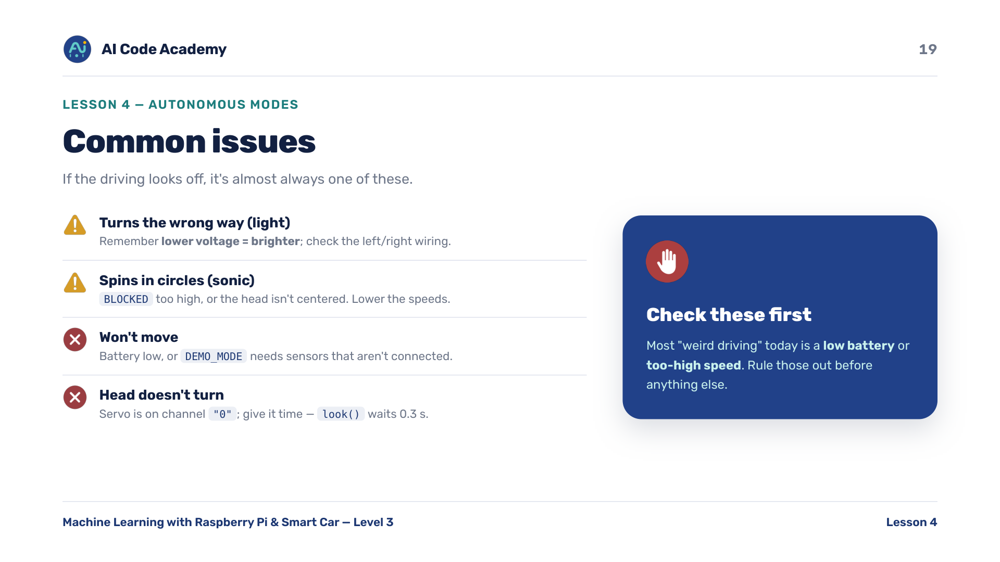 AI Code Academy
19
LESSON 4 — AUTONOMOUS MODES
Common issues
If the driving looks off, it's almost always one of these.
Turns the wrong way (light)
Remember lower voltage = brighter; check the left/right wiring.
Spins in circles (sonic)
BLOCKED too high, or the head isn't centered. Lower the speeds.
Won't move
Battery low, or DEMO_MODE needs sensors that aren't connected.
Head doesn't turn
Servo is on channel "0"; give it time — look() waits 0.3 s.
Check these first
Most "weird driving" today is a low battery or
too-high speed. Rule those out before
anything else.
Machine Learning with Raspberry Pi & Smart Car — Level 3
Lesson 4